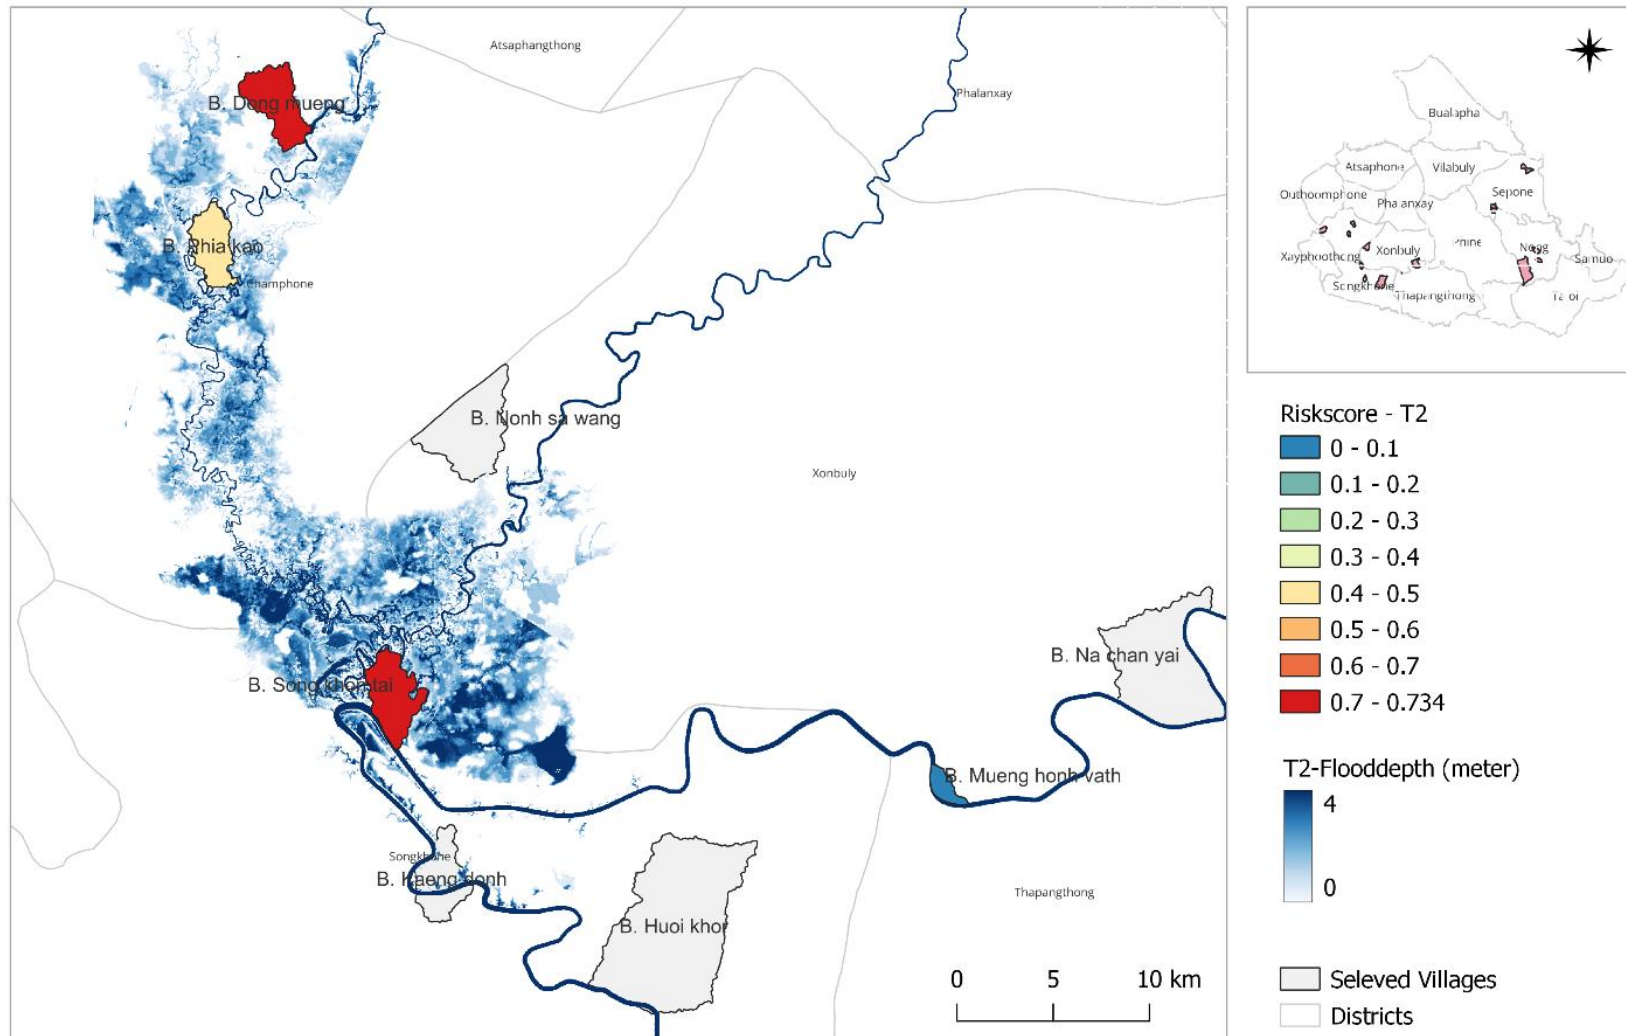 Atsaphangthong
Phalanxay
B. Dong mueng
B. Phia kao
Champhone
B. Nonh sa wang
Xonbuly
B. Na chan yai
B. Song khone tai
B. Mueng honh vath
Songkhone
B. Kaeng donh
B. Huoi khor
Thapangthong
0 5 10 km
Bualapha
Atsaphone
Vilabuly
Outhoomphone
Sepone
Xonbuly
Xayphoothong
Nong
Samuo
Songkhone
Thapangthong
Riskscore - T2
0 - 0.1
0.1 - 0.2
0.2 - 0.3
0.3 - 0.4
0.4 - 0.5
0.5 - 0.6
0.6 - 0.7
0.7 - 0.734
T2-Flooddepth (meter)
4
0
Seleved Villages
Districts